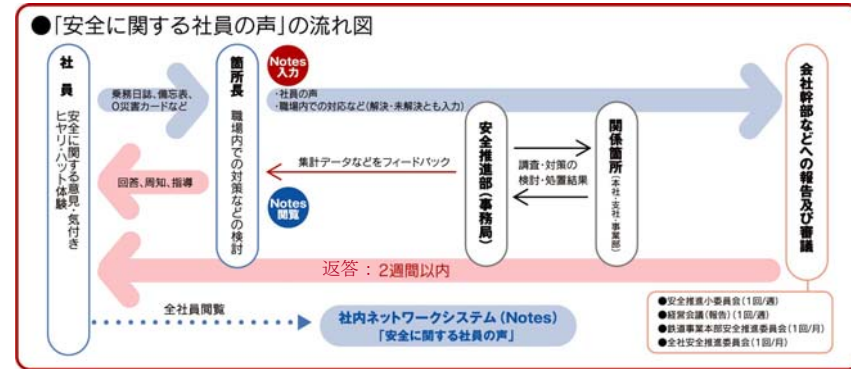 ●「安全に関する社員の声」の流れ図
社員
安全に関する意見・気付き
ヒヤリ・ハット体験
乗務日誌、備忘表、
0災害カードなど
回答、周知、指導
箇所長
職場内での対策などの検討
Notes
入力
・社員の声
・職場内での対応など(解決・未解決とも入力)
集計データなどをフィードバック
Notes
閲覧
安全推進部(事務局)
調査・対策の
検討・処置結果
関係箇所(本社・支社・事業部)
会社幹部などへの報告及び審議
返答：2週間以内
全社員閲覧
社内ネットワークシステム(Notes)
「安全に関する社員の声」
●安全推進小委員会(1回/週)
●経営会議(報告)(1回/週)
●鉄道事業本部安全推進委員会(1回/月)
●全社安全推進委員会(1回/月)